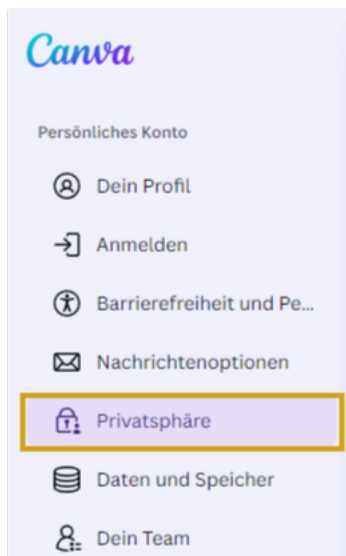 Canva
Persönliches Konto
Dein Profil
Anmelden
Barrierefreiheit und Pe...
Nachrichtenoptionen
Privatsphäre
Daten und Speicher
Dein Team